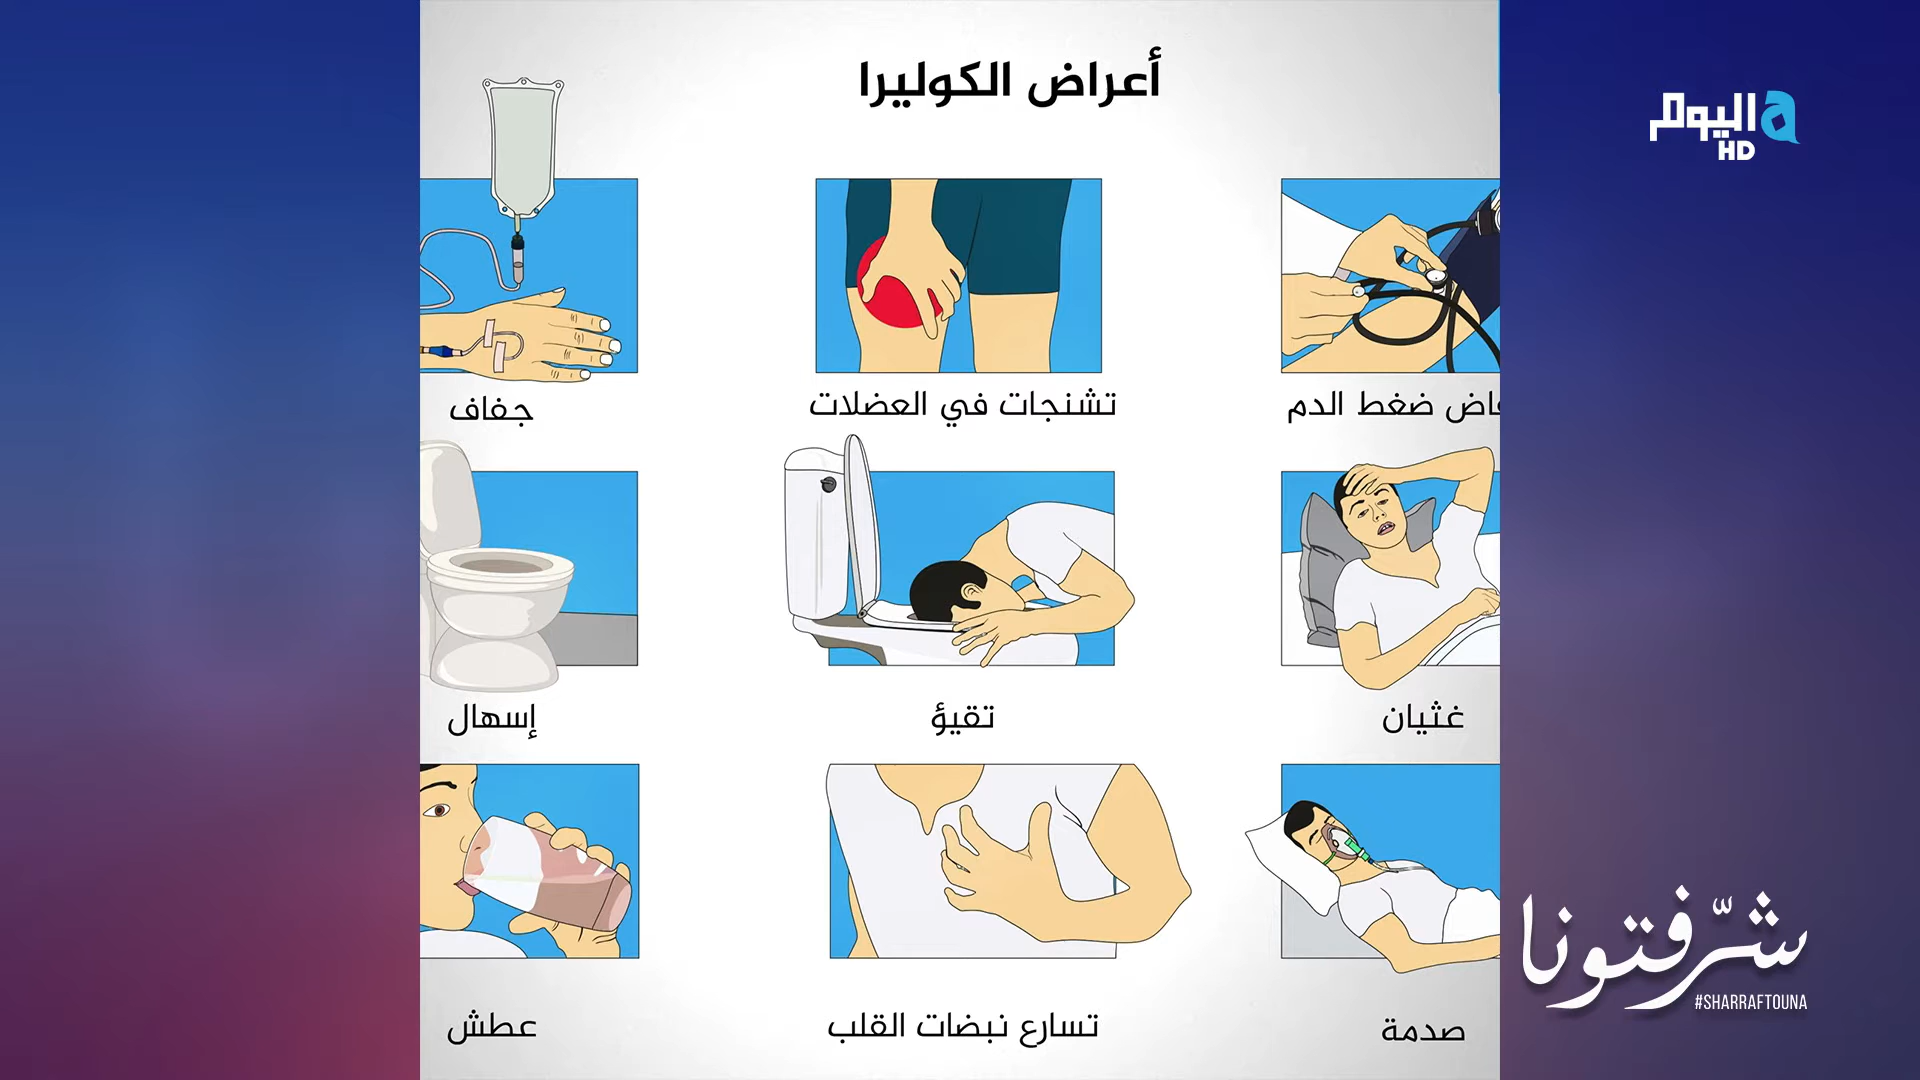 أعراض الكوليرا
اليوم a
HD
ضغط الدم
تشنجات في العضلات
جفاف
غثيان
تقيؤ
إسهال
صدمة
تسارع نبضات القلب
عطش
شرّفتونا
#SHARRAFTOUNA